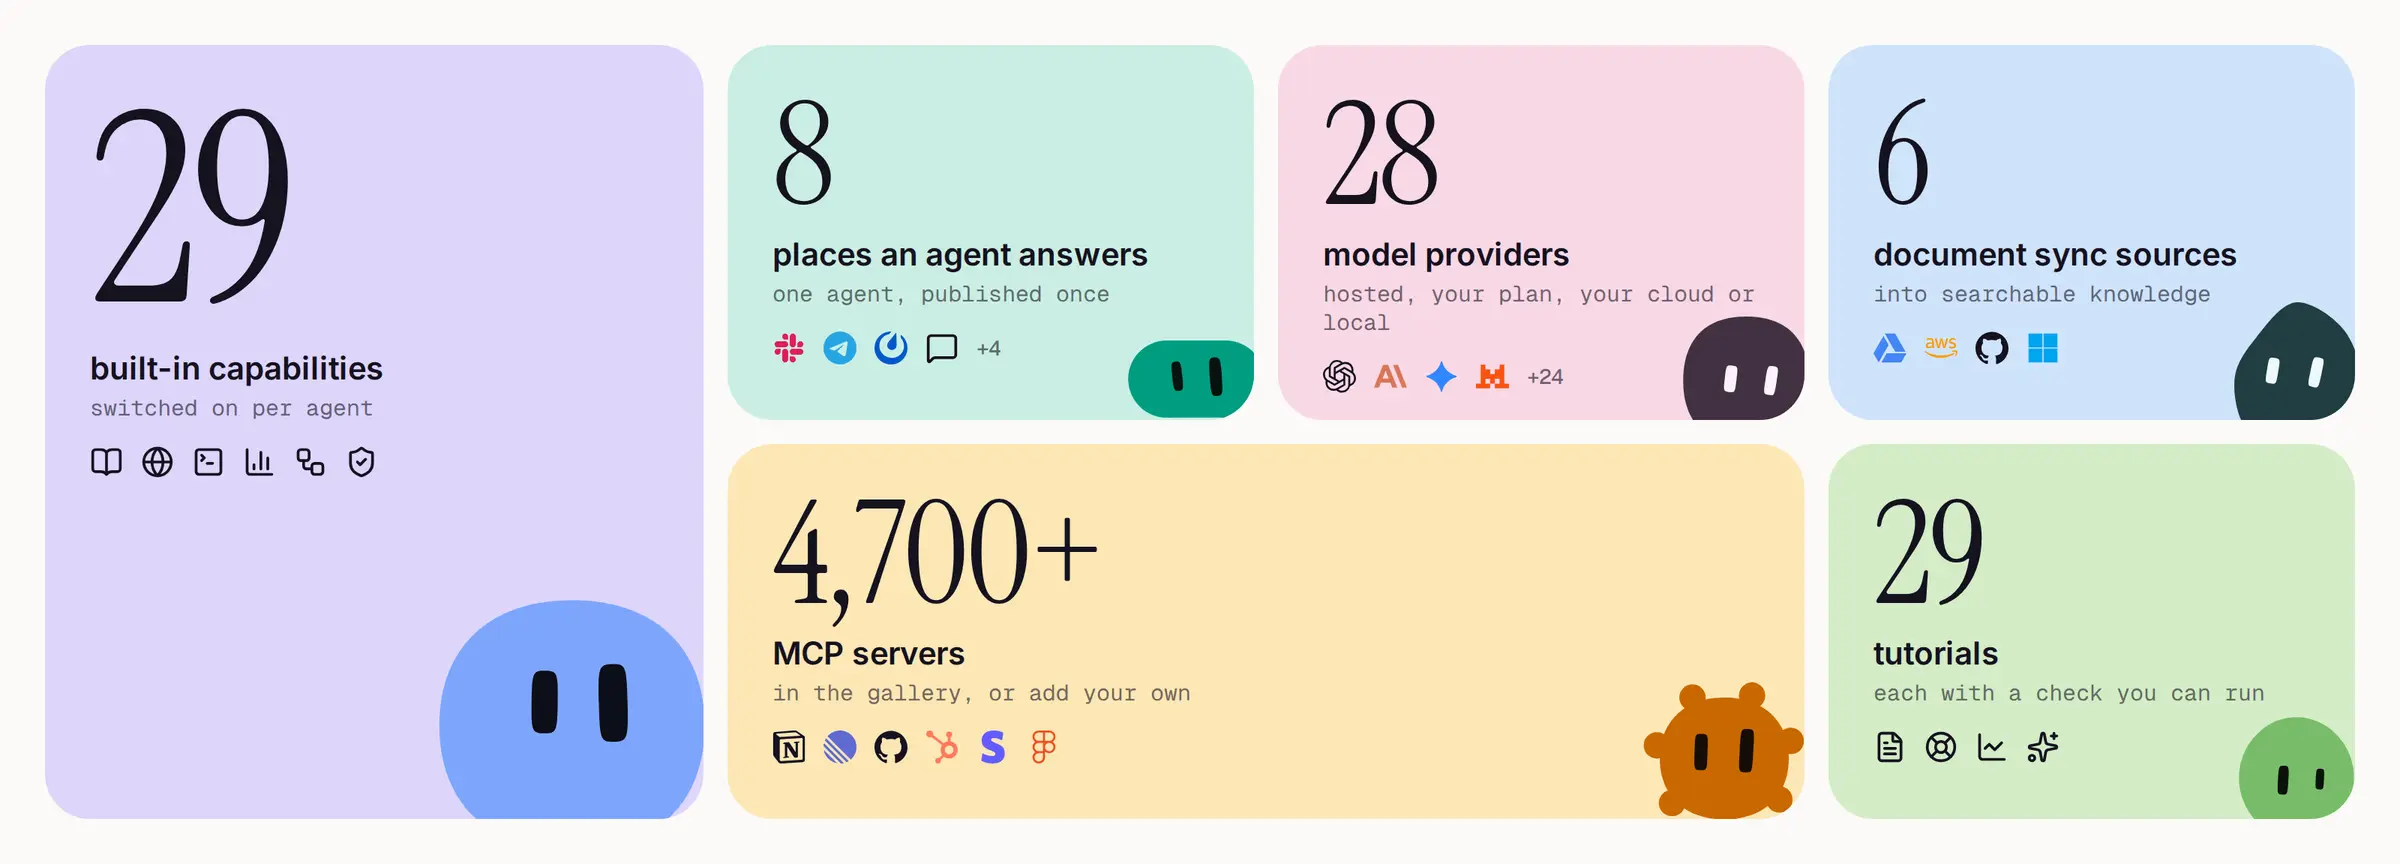 29
built-in capabilities
switched on per agent
8
places an agent answers
one agent, published once
+4
28
model providers
hosted, your plan, your cloud or
local
+24
6
document sync sources
into searchable knowledge
aws
4,700+
MCP servers
in the gallery, or add your own
29
tutorials
each with a check you can run